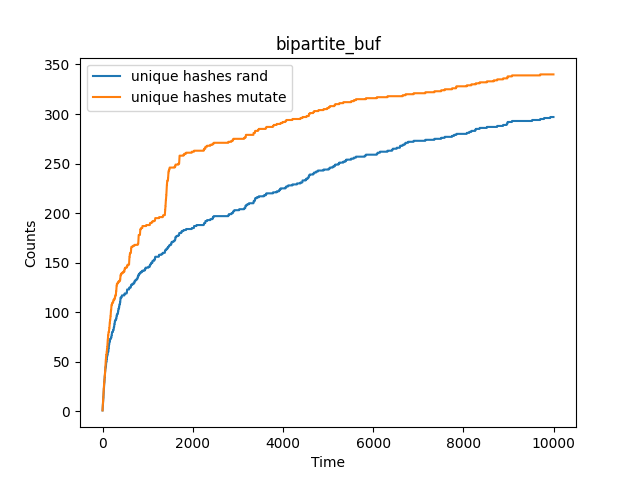 bipartite_buf
unique hashes rand
unique hashes mutate
350
300
250
200
150
100
50
0
Counts
0 2000 4000 6000 8000 10000
Time